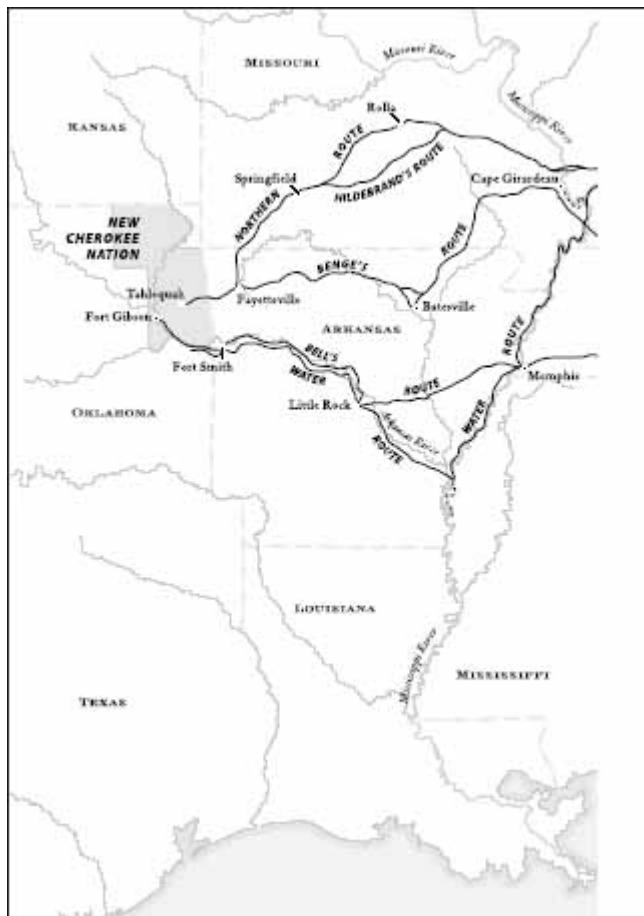 Missouri River
MISSOURI
Mississippi River
Rolla
KANSAS
ROUTE
Springfield
HILDEBRAND'S ROUTE
Cape Girardeau
NORTHERN
NEW
CHEROKEE
NATION
ROUTE
BENGE'S
Tahlequah
Fayetteville
Batesville
Fort Gibson
ARKANSAS
ROUTE
BELL'S
WATER
Fort Smith
ROUTE
Memphis
Little Rock
OKLAHOMA
WATER
Arkansas River
ROUTE
LOUISIANA
Mississippi River
MISSISSIPPI
TEXAS